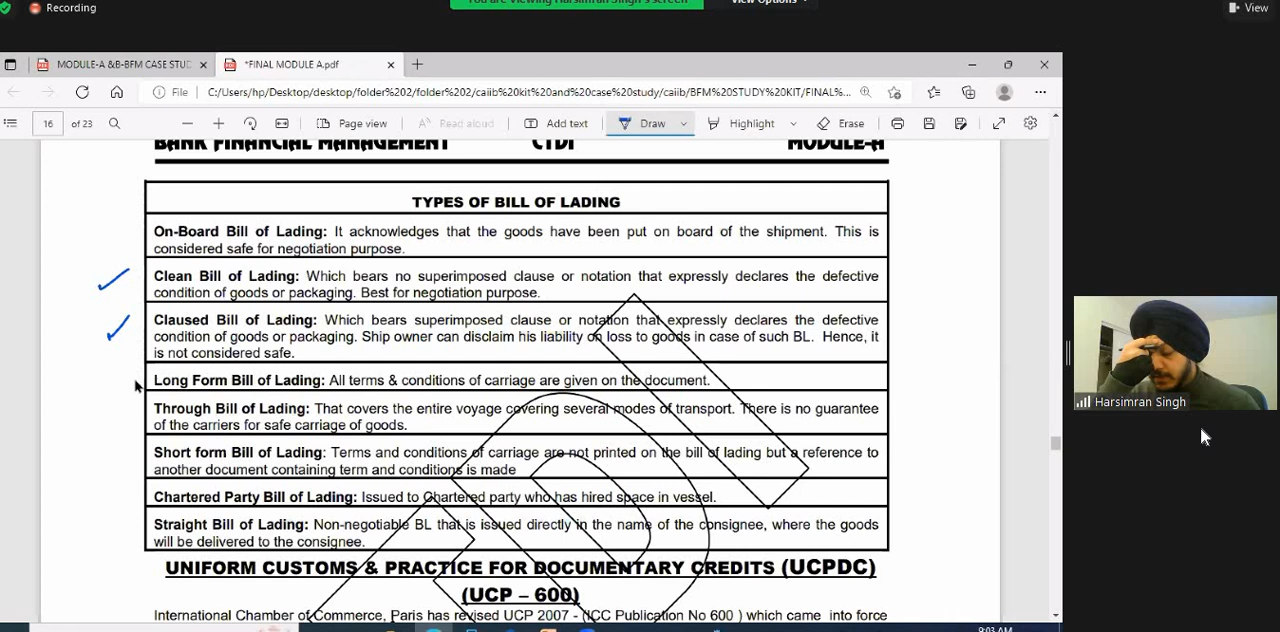 Recording
You are viewing Harsimran Singh's screen
View Options
View
MODULE-A &B-BFM CASE STUD
*FINAL MODULE A.pdf
File
C:/Users/hp/Desktop/desktop/folder%202/folder%202/caiib%20kit%20and%20case%20study/caiib/BFM%20STUDY%20KIT/FINAL%...
16 of 23
Page view
Read aloud
Add text
Draw
Highlight
Erase
BANK FINANCIAL MANAGEMENT CTDI MODULE-A
TYPES OF BILL OF LADING
On-Board Bill of Lading: It acknowledges that the goods have been put on board of the shipment. This is
considered safe for negotiation purpose.
Clean Bill of Lading: Which bears no superimposed clause or notation that expressly declares the defective
condition of goods or packaging. Best for negotiation purpose.
Claused Bill of Lading: Which bears superimposed clause or notation that expressly declares the defective
condition of goods or packaging. Ship owner can disclaim his liability on loss to goods in case of such BL. Hence, it
is not considered safe.
Long Form Bill of Lading: All terms & conditions of carriage are given on the document.
Through Bill of Lading: That covers the entire voyage covering several modes of transport. There is no guarantee
of the carriers for safe carriage of goods.
Short form Bill of Lading: Terms and conditions of carriage are not printed on the bill of lading but a reference to
another document containing term and conditions is made
Chartered Party Bill of Lading: Issued to Chartered party who has hired space in vessel.
Straight Bill of Lading: Non-negotiable BL that is issued directly in the name of the consignee, where the goods
will be delivered to the consignee.
UNIFORM CUSTOMS & PRACTICE FOR DOCUMENTARY CREDITS (UCPDC)
(UCP – 600)
International Chamber of Commerce, Paris has revised UCP 2007 - (ICC Publication No 600 ) which came into force
Harsimran Singh
9:03 AM